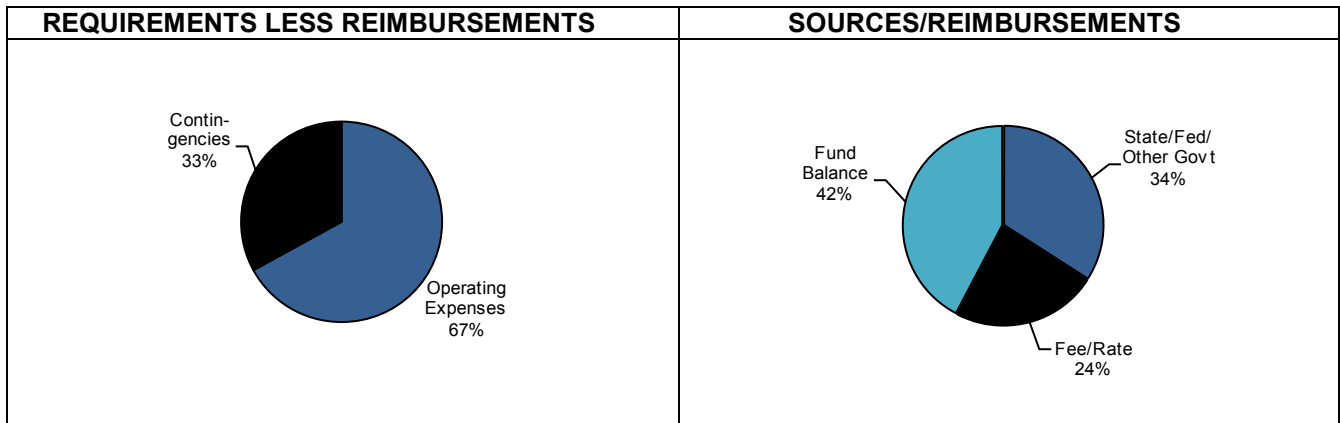 REQUIREMENTS LESS REIMBURSEMENTS
Contin-
gencies
33%
Operating
Expenses
67%
SOURCES/REIMBURSEMENTS
Fund
Balance
42%
State/Fed/
Other Govt
34%
Fee/Rate
24%